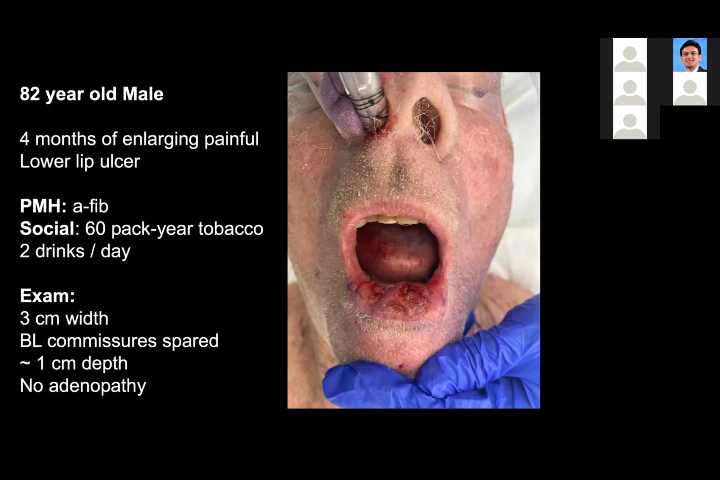 82 year old Male
4 months of enlarging painful
Lower lip ulcer
PMH: a-fib
Social: 60 pack-year tobacco
2 drinks / day
Exam:
3 cm width
BL commissures spared
~ 1 cm depth
No adenopathy